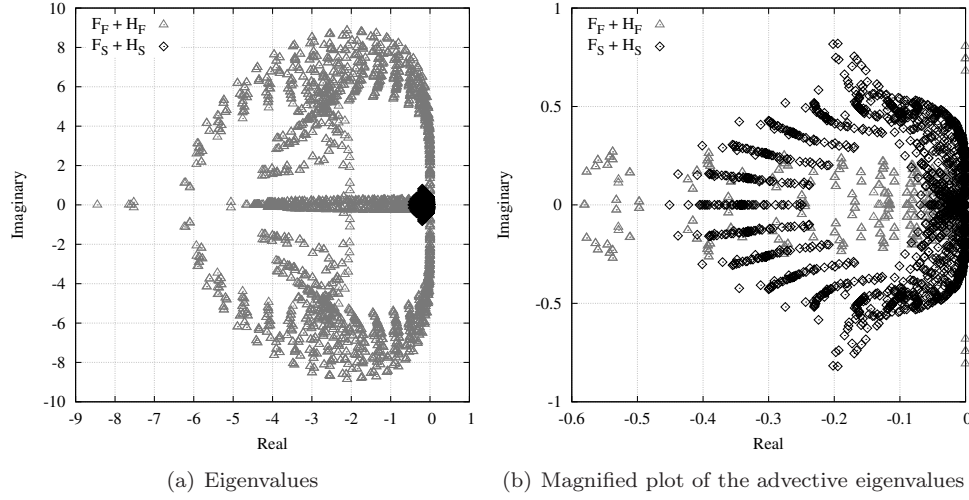 F_F + H_F
F_S + H_S
10
8
6
4
2
0
-2
-4
-6
-8
-10
-9 -8 -7 -6 -5 -4 -3 -2 -1 0 1
Imaginary
Real
(a) Eigenvalues
F_F + H_F
F_S + H_S
1
0.5
0
-0.5
-1
-0.6 -0.5 -0.4 -0.3 -0.2 -0.1 0
Imaginary
Real
(b) Magnified plot of the advective eigenvalues